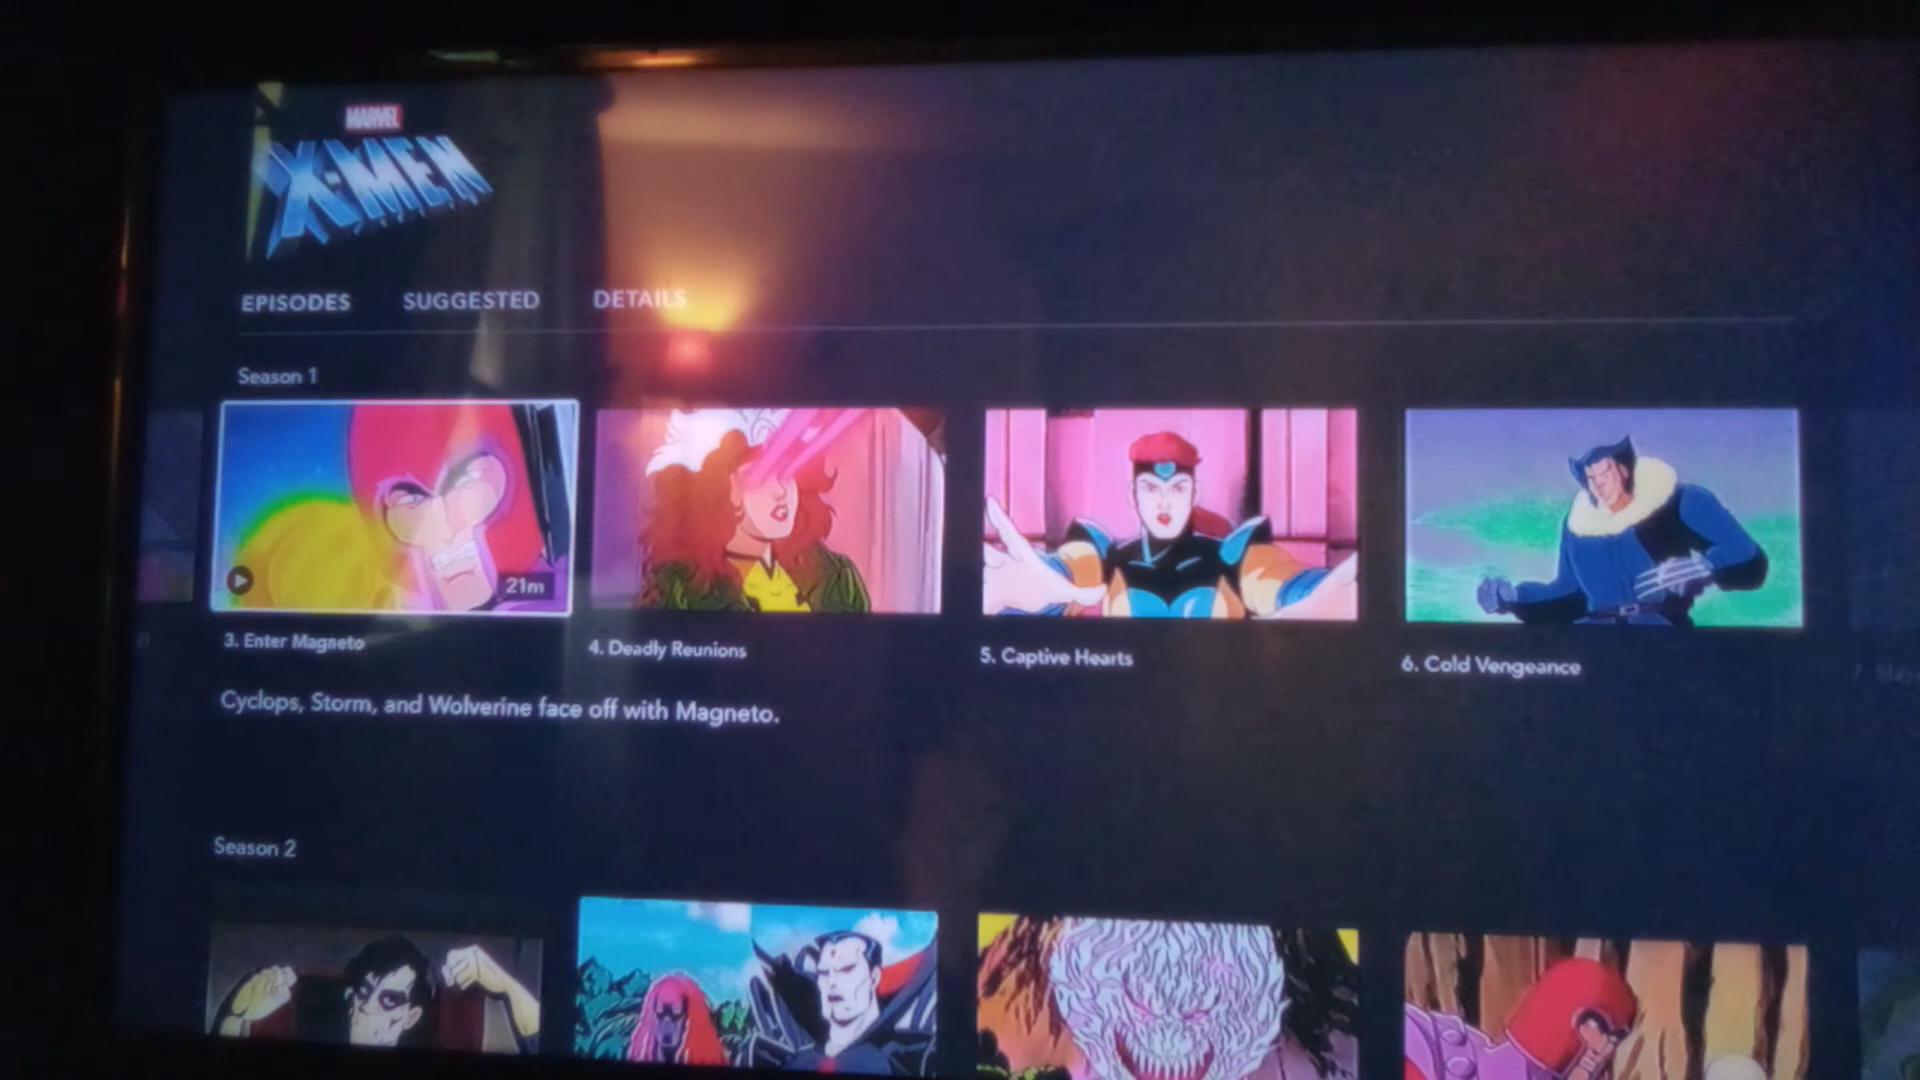 MARVEL
X-MEN
EPISODES SUGGESTED DETAILS
Season 1
21m
3. Enter Magneto
4. Deadly Reunions
5. Captive Hearts
6. Cold Vengeance
Cyclops, Storm, and Wolverine face off with Magneto.
Season 2